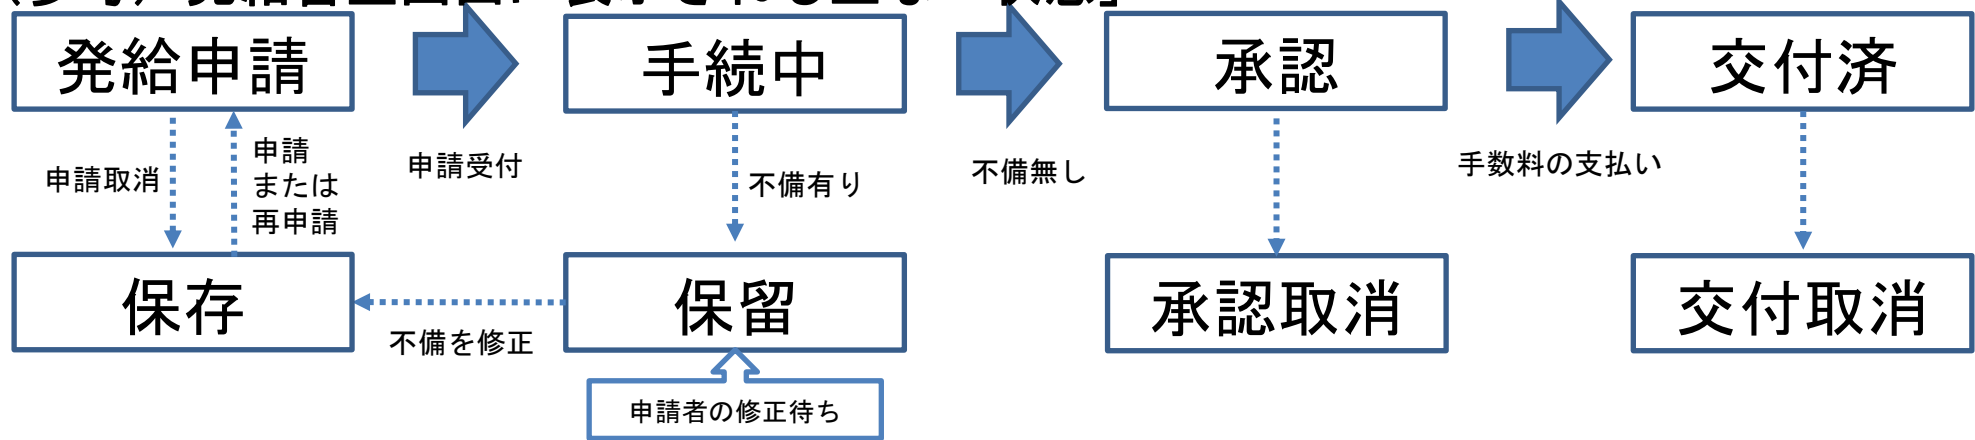 発給申請
手続中
承認
交付済
申請取消
申請
または
再申請
申請受付
不備有り
不備無し
手数料の支払い
保存
不備を修正
保留
承認取消
交付取消
申請者の修正待ち